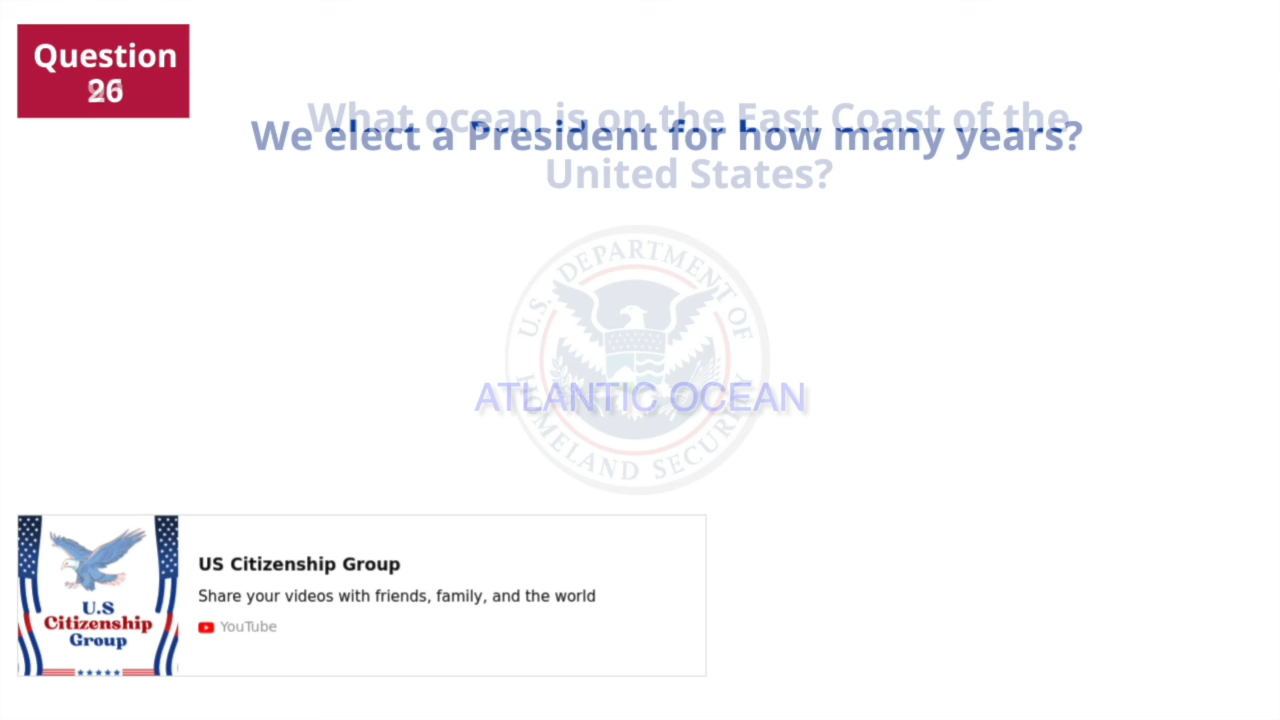 Question
26
What ocean is on the East Coast of the
We elect a President for how many years?
United States?
U.S. DEPARTMENT OF
HOMELAND SECURITY
ATLANTIC OCEAN
U.S
Citizenship
Group
US Citizenship Group
Share your videos with friends, family, and the world
YouTube